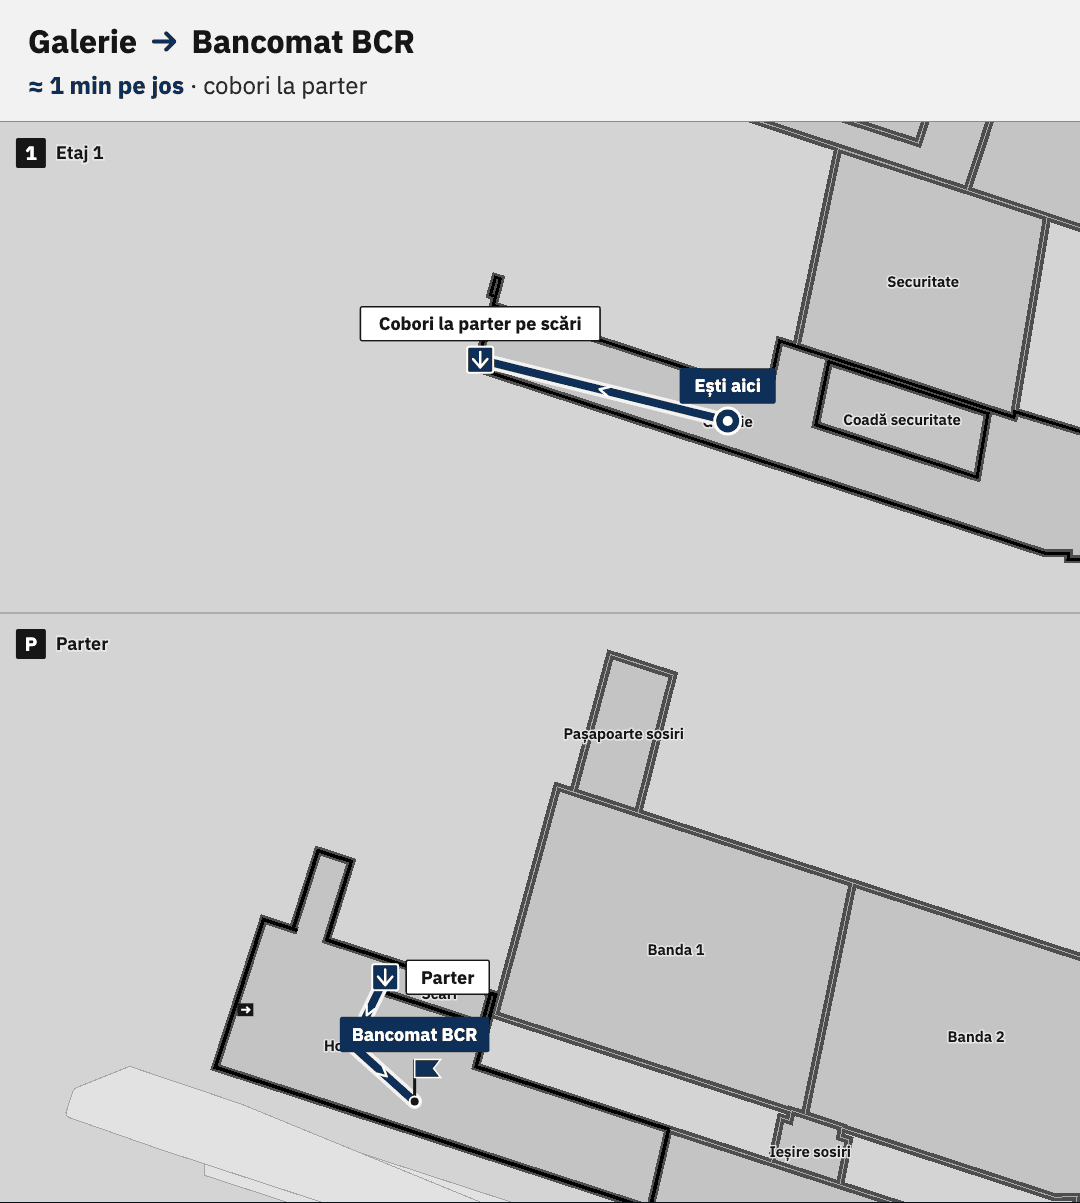 Galerie → Bancomat BCR
≈ 1 min pe jos · cobori la parter
1 Etaj 1
Securitate
Cobori la parter pe scări
Ești aici
Coadă securitate
P Parter
Pașapoarte sosiri
Banda 1
Parter
Scări
Bancomat BCR
Banda 2
Ieșire sosiri